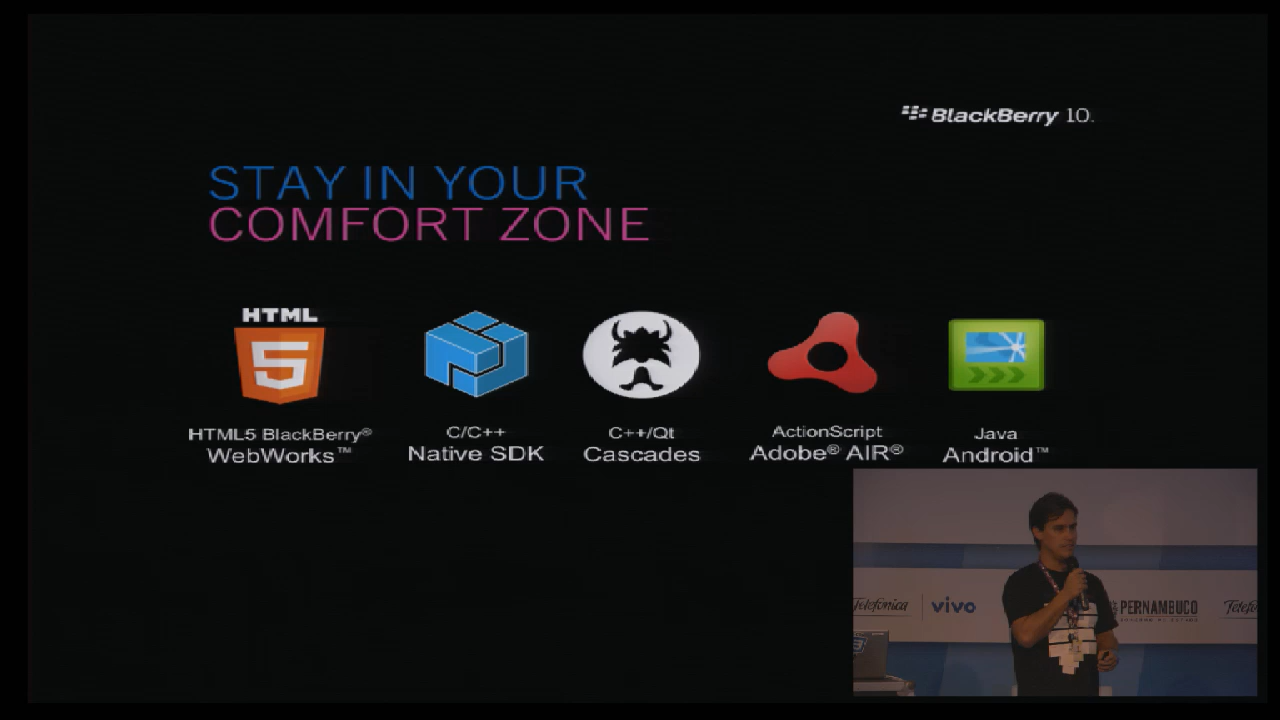 BlackBerry 10.
STAY IN YOUR
COMFORT ZONE
HTML
5
HTML5 BlackBerry®
WebWorks™
C/C++
Native SDK
C++/Qt
Cascades
ActionScript
Adobe® AIR®
Java
Android™
Telefonica
vivo
PERNAMBUCO
Telefo